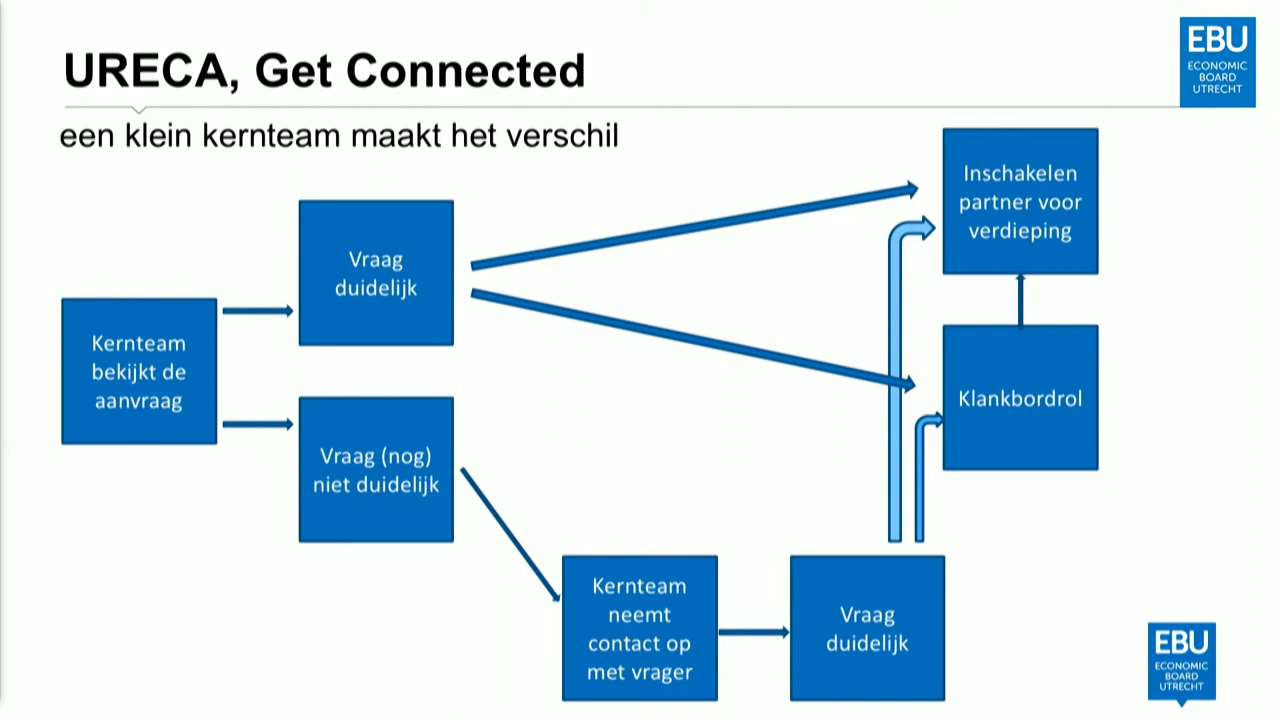 URECA, Get Connected
EBU
ECONOMIC
BOARD
UTRECHT
een klein kernteam maakt het verschil
Inschakelen
partner voor
verdieping
Vraag
duidelijk
Kernteam
bekijkt de
aanvraag
Klankbordrol
Vraag (nog)
niet duidelijk
Kernteam
neemt
contact op
met vrager
Vraag
duidelijk
EBU
ECONOMIC
BOARD
UTRECHT